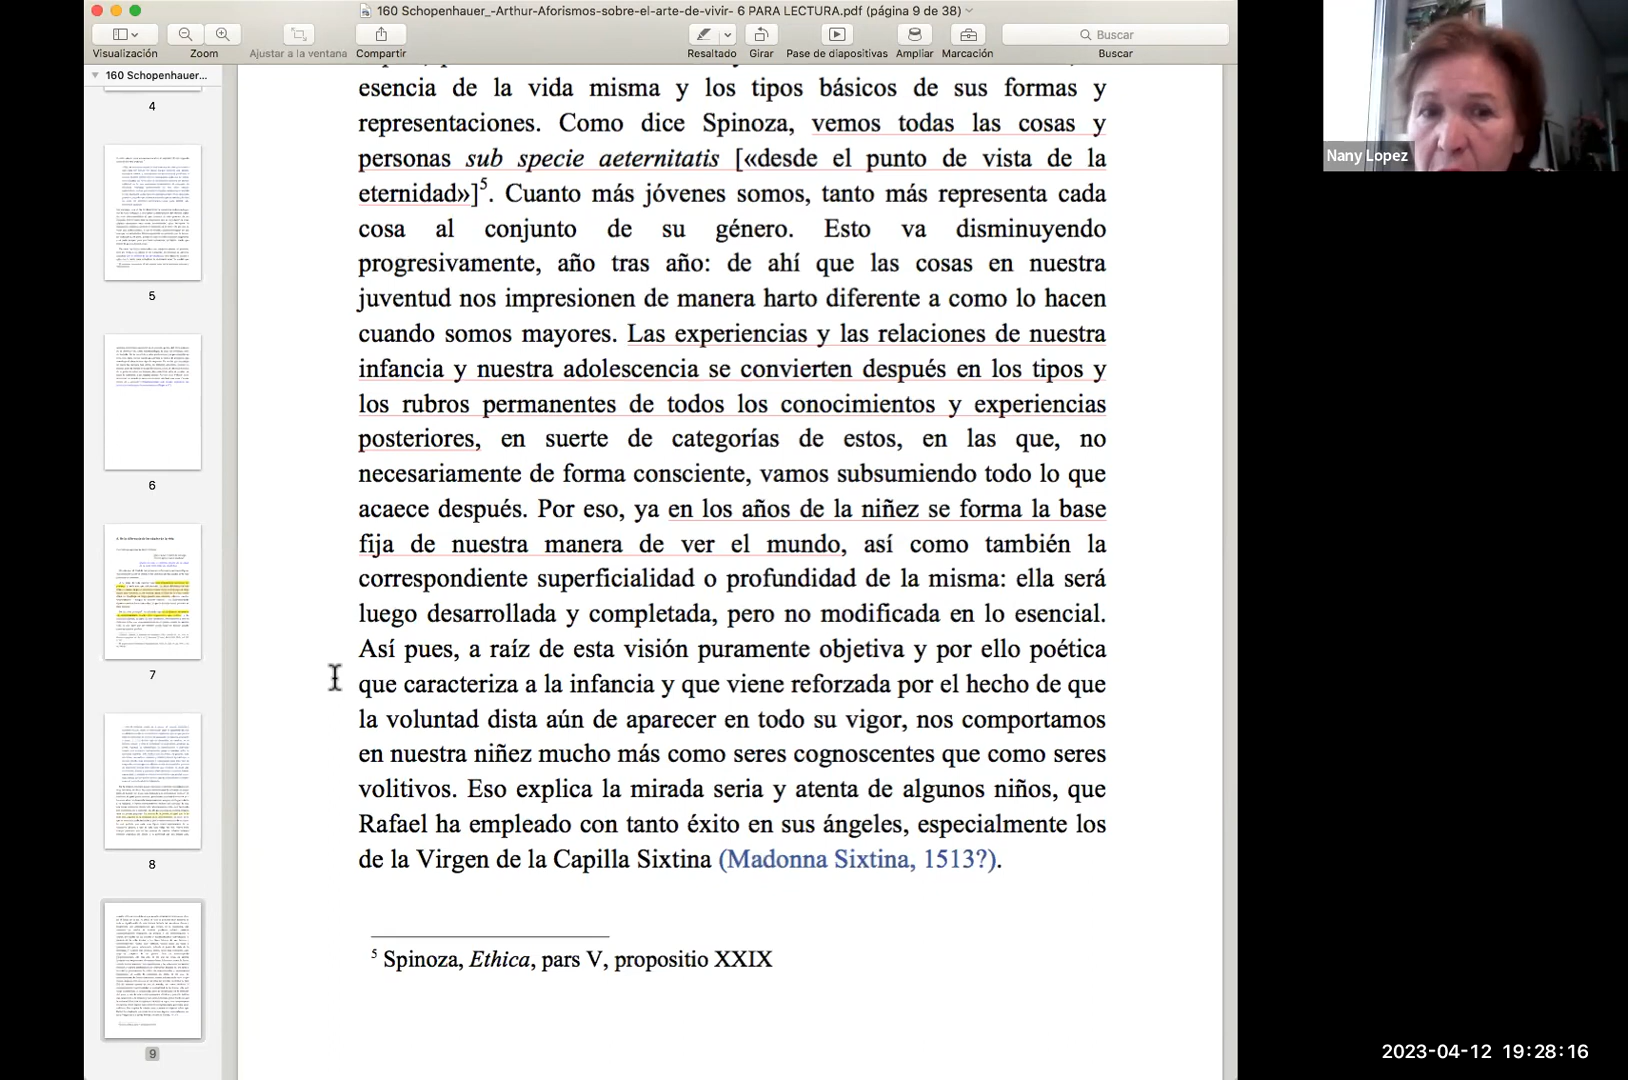 160 Schopenhauer_-Arthur-Aforismos-sobre-el-arte-de-vivir- 6 PARA LECTURA.pdf (página 9 de 38)
Visualización
Zoom
Ajustar a la ventana
Compartir
Resaltado
Girar
Pase de diapositivas
Ampliar
Marcación
Buscar
Buscar
160 Schopenhauer...
4
5
6
7
8
9
esencia de la vida misma y los tipos básicos de sus formas y
representaciones. Como dice Spinoza, vemos todas las cosas y
personas sub specie aeternitatis [«desde el punto de vista de la
eternidad»]5. Cuanto más jóvenes somos, tanto más representa cada
cosa al conjunto de su género. Esto va disminuyendo
progresivamente, año tras año: de ahí que las cosas en nuestra
juventud nos impresionen de manera harto diferente a como lo hacen
cuando somos mayores. Las experiencias y las relaciones de nuestra
infancia y nuestra adolescencia se convierten después en los tipos y
los rubros permanentes de todos los conocimientos y experiencias
posteriores, en suerte de categorías de estos, en las que, no
necesariamente de forma consciente, vamos subsumiendo todo lo que
acaece después. Por eso, ya en los años de la niñez se forma la base
fija de nuestra manera de ver el mundo, así como también la
correspondiente superficialidad o profundidad de la misma: ella será
luego desarrollada y completada, pero no modificada en lo esencial.
Así pues, a raíz de esta visión puramente objetiva y por ello poética
que caracteriza a la infancia y que viene reforzada por el hecho de que
la voluntad dista aún de aparecer en todo su vigor, nos comportamos
en nuestra niñez mucho más como seres cognoscentes que como seres
volitivos. Eso explica la mirada seria y atenta de algunos niños, que
Rafael ha empleado con tanto éxito en sus ángeles, especialmente los
de la Virgen de la Capilla Sixtina (Madonna Sixtina, 1513?).
5 Spinoza, Ethica, pars V, propositio XXIX
Nany Lopez
2023-04-12 19:28:16